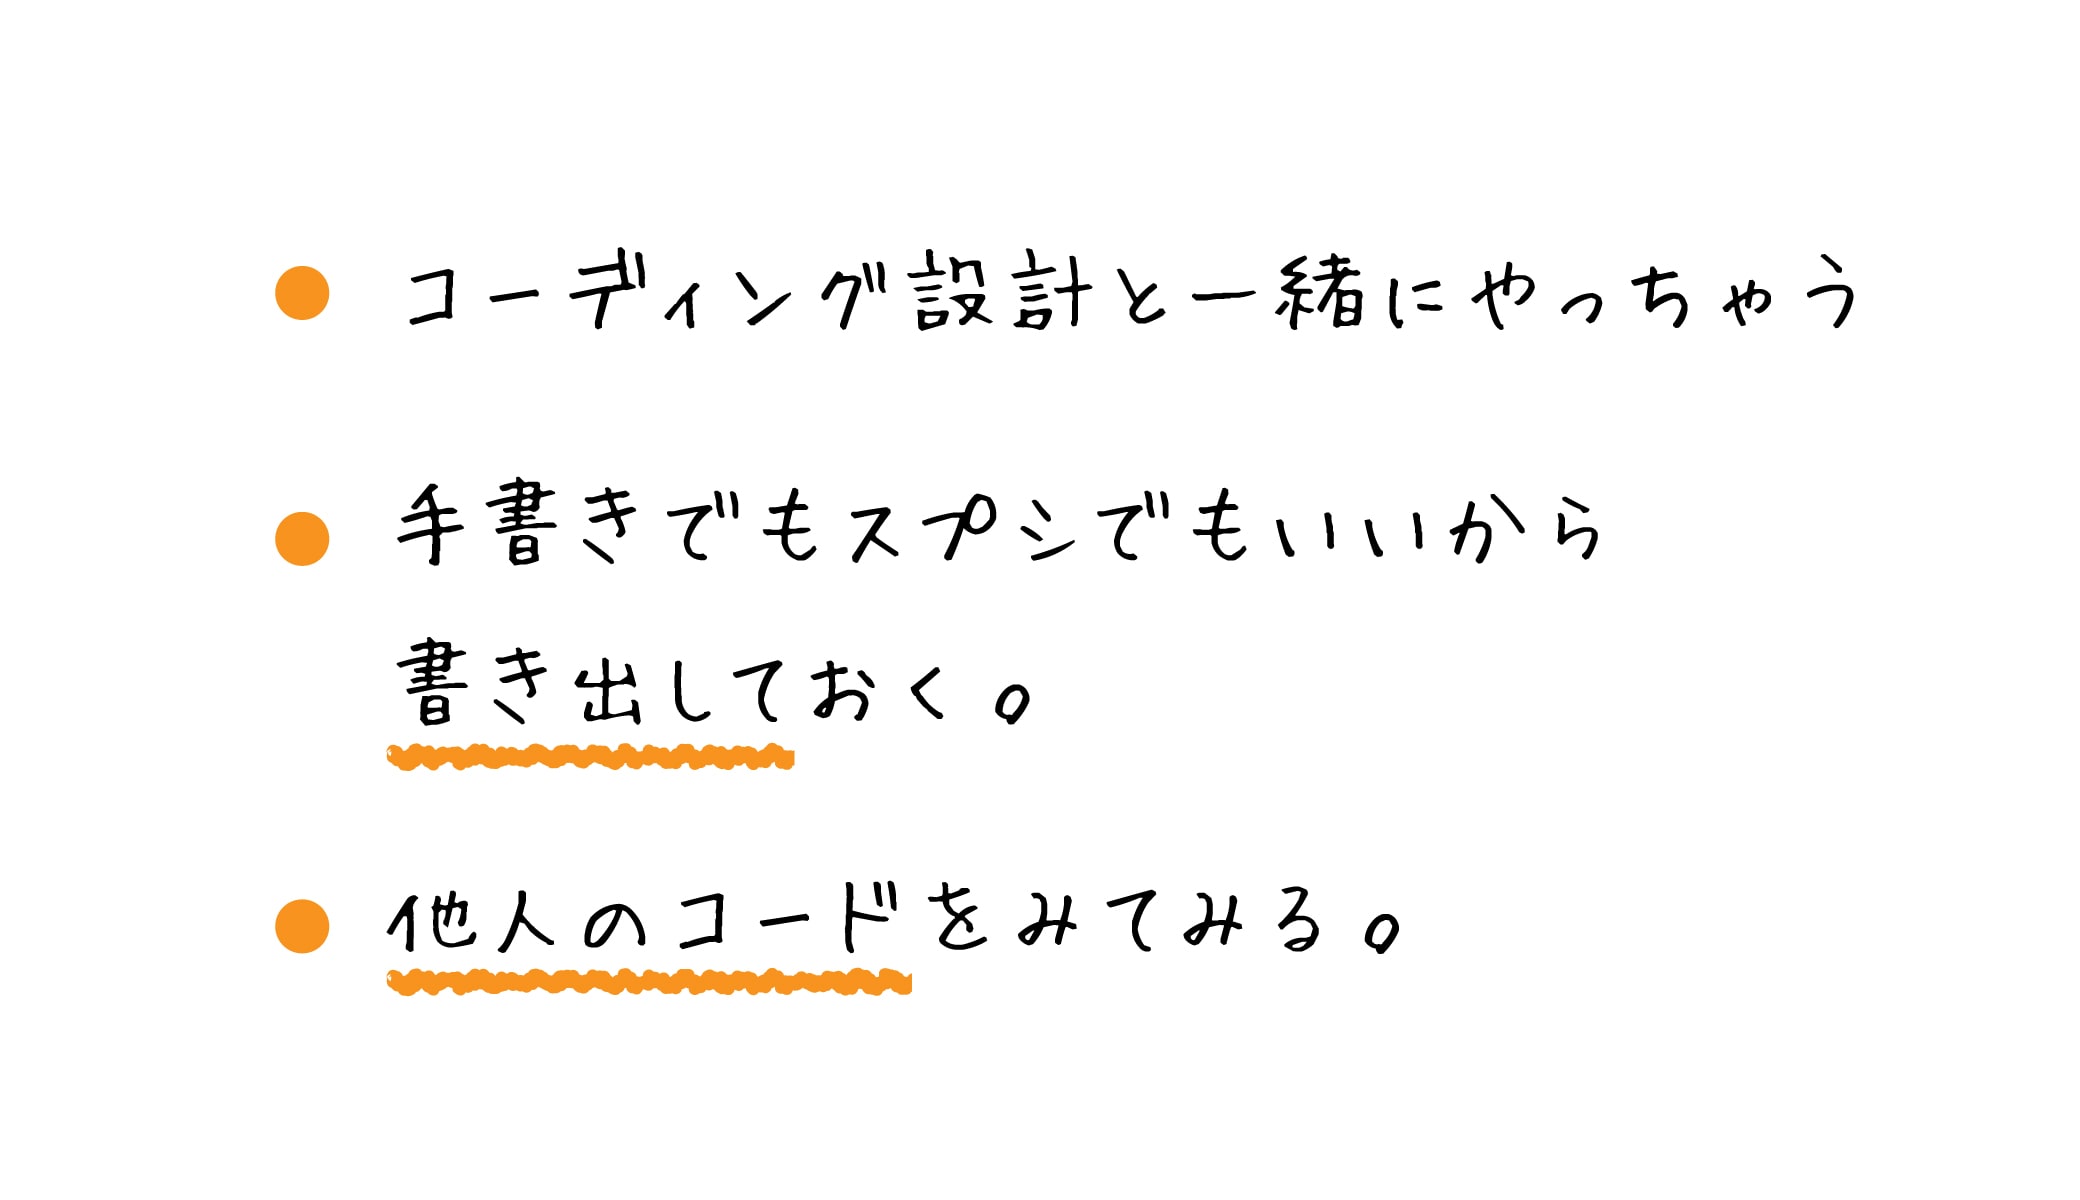 コーディング設計と一緒にやっちゃう
手書きでもスプシでもいいから
書き出しておく。
他人のコードをみてみる。